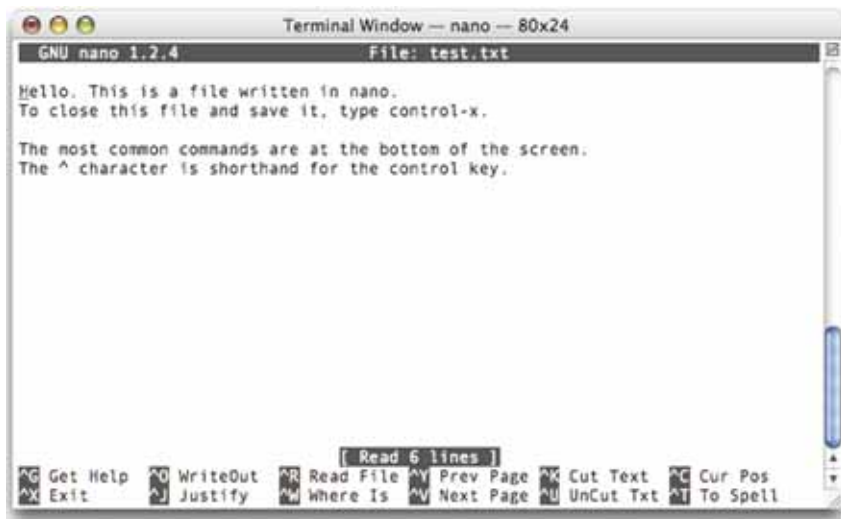 Terminal Window — nano — 80x24
GNU nano 1.2.4 File: test.txt
Hello. This is a file written in nano.
To close this file and save it, type control-x.
The most common commands are at the bottom of the screen.
The ^ character is shorthand for the control key.
[ Read 6 lines ]
^G Get Help ^O WriteOut ^R Read File ^Y Prev Page ^K Cut Text ^C Cur Pos
^X Exit ^J Justify ^W Where Is ^V Next Page ^U UnCut Txt ^T To Spell